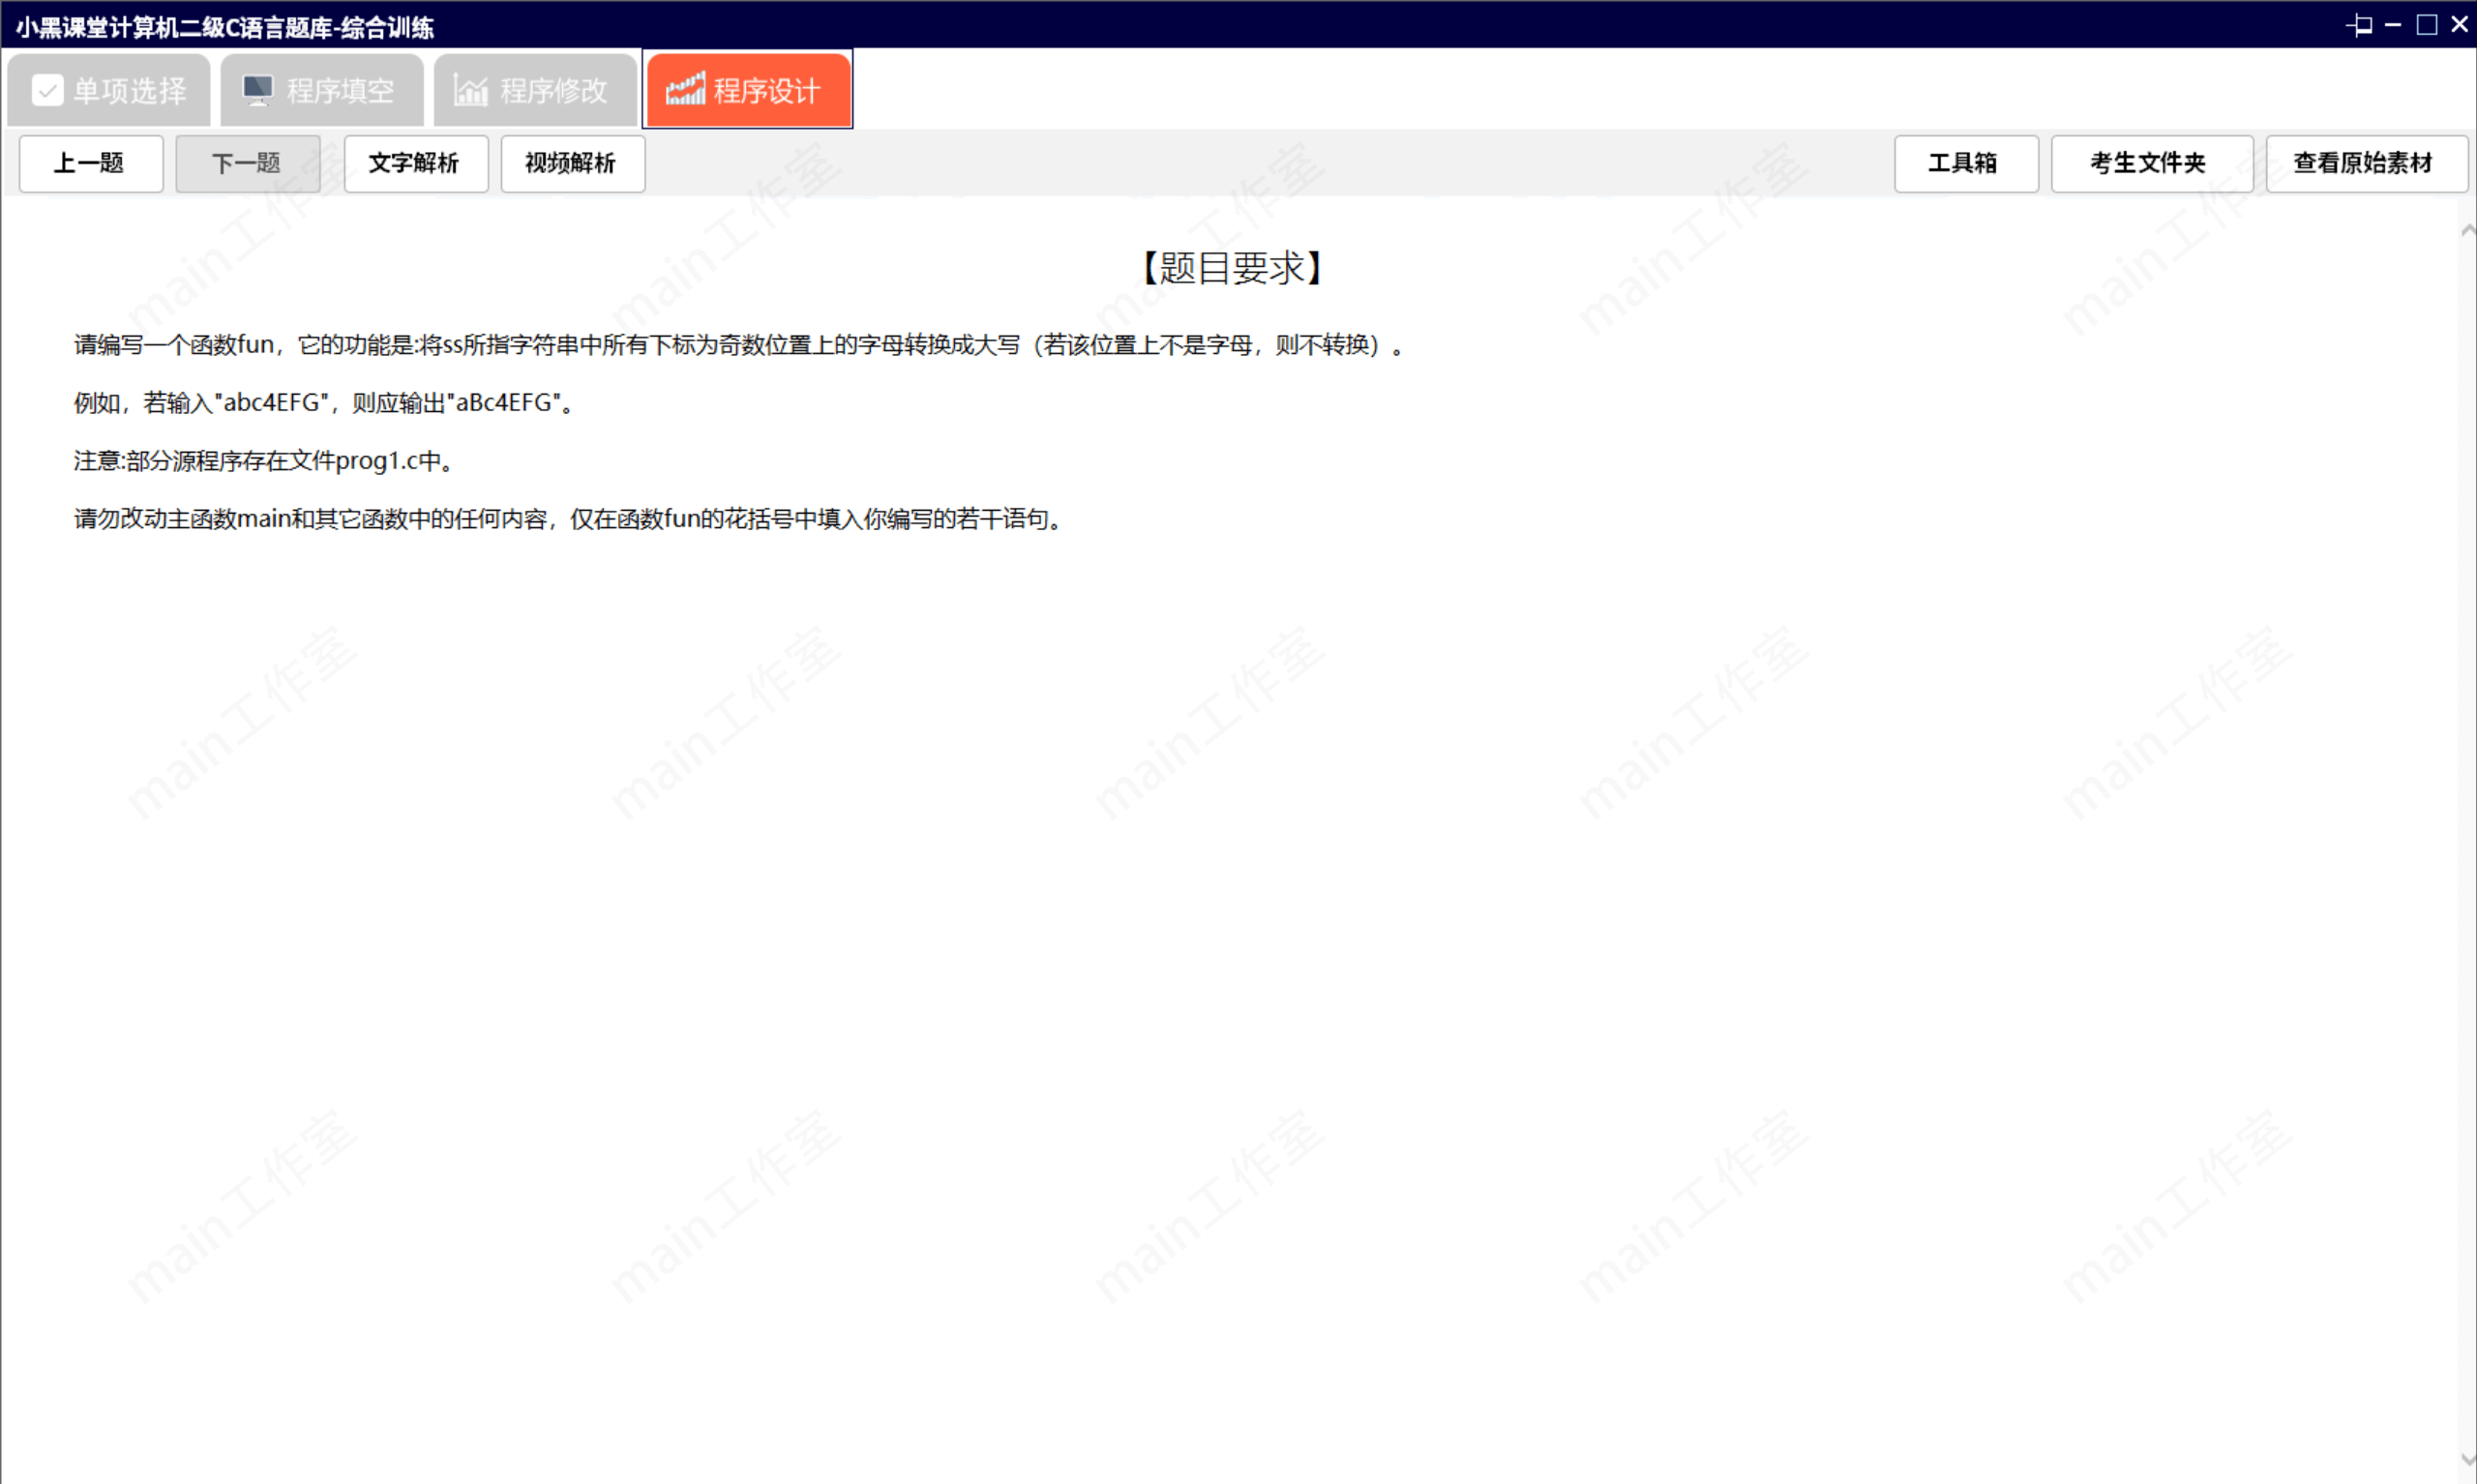 小黑课堂计算机二级C语言题库-综合训练
单项选择 程序填空 程序修改 程序设计
上一题 下一题 文字解析 视频解析 工具箱 考生文件夹 查看原始素材
【题目要求】
请编写一个函数fun，它的功能是:将ss所指字符串中所有下标为奇数位置上的字母转换成大写（若该位置上不是字母，则不转换）。
例如，若输入"abc4EFG"，则应输出"aBc4EFG"。
注意:部分源程序存在文件prog1.c中。
请勿改动主函数main和其它函数中的任何内容，仅在函数fun的花括号中填入你编写的若干语句。
main工作室 main工作室 main工作室 main工作室 main工作室
main工作室 main工作室 main工作室 main工作室 main工作室
main工作室 main工作室 main工作室 main工作室 main工作室